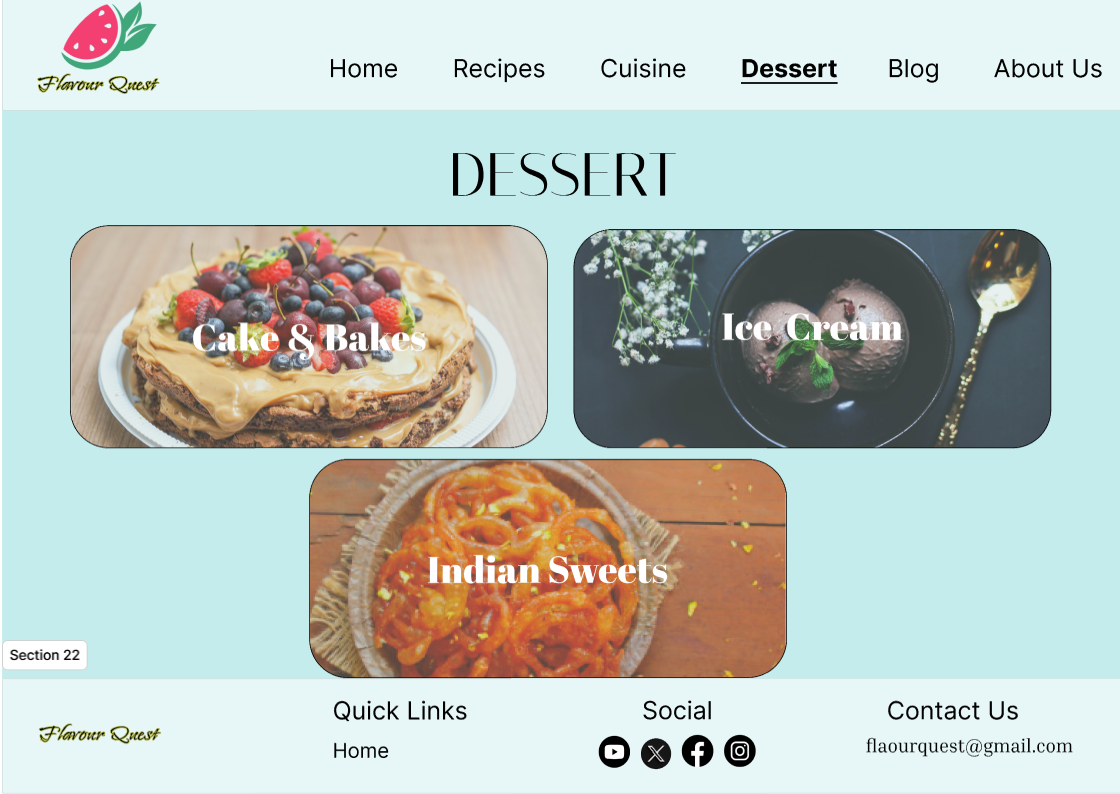 Flavour Quest
Home Recipes Cuisine Dessert Blog About Us
DESSERT
Cake & Bakes
Ice Cream
Indian Sweets
Section 22
Flavour Quest
Quick Links
Home
Social
Contact Us
flaourquest@gmail.com